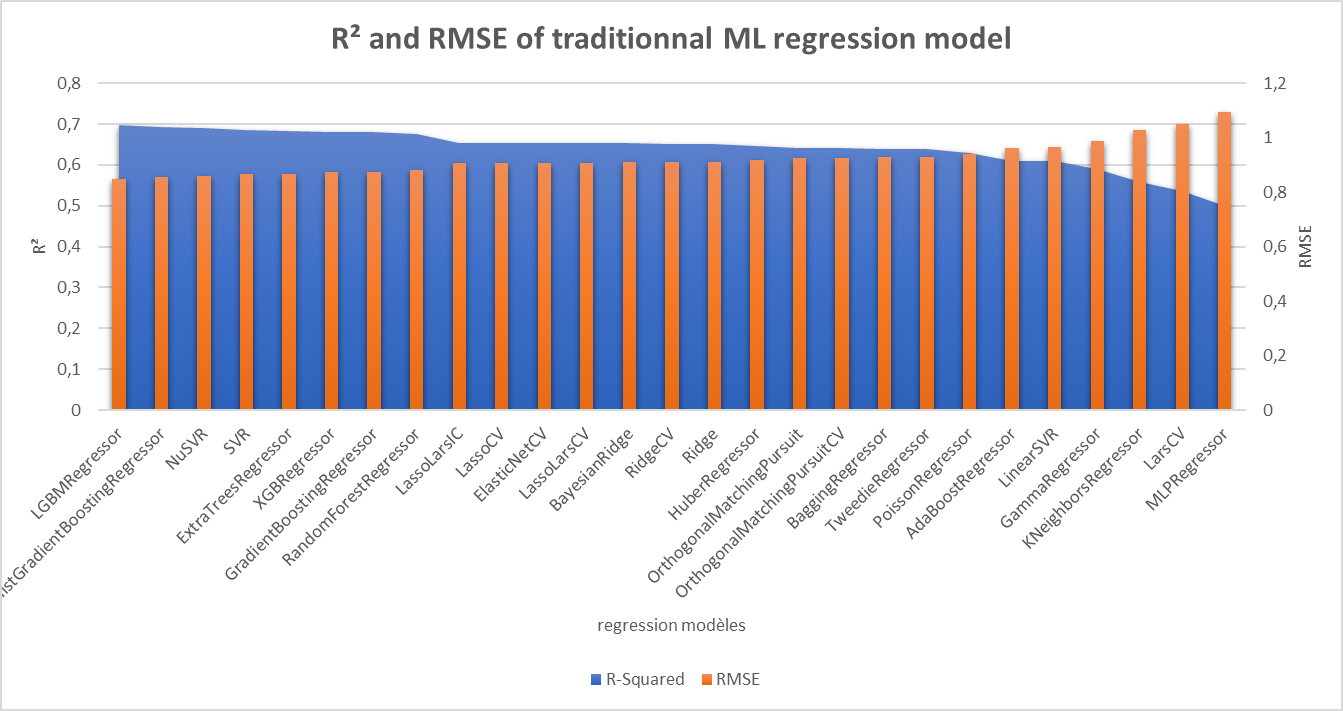 R² and RMSE of traditionnal ML regression model
0,8
0,7
0,6
0,5
0,4
0,3
0,2
0,1
0
R²
1,2
1
0,8
0,6
0,4
0,2
0
RMSE
LGBMRegressor
istGradientBoostingRegressor
NuSVR
SVR
ExtraTreesRegressor
XGBRegressor
GradientBoostingRegressor
RandomForestRegressor
LassoLarsIC
LassoCV
ElasticNetCV
LassoLarsCV
BayesianRidge
RidgeCV
Ridge
HuberRegressor
OrthogonalMatchingPursuit
OrthogonalMatchingPursuitCV
BaggingRegressor
TweedieRegressor
PoissonRegressor
AdaBoostRegressor
LinearSVR
GammaRegressor
KNeighborsRegressor
LarsCV
MLPRegressor
regression modèles
R-Squared
RMSE